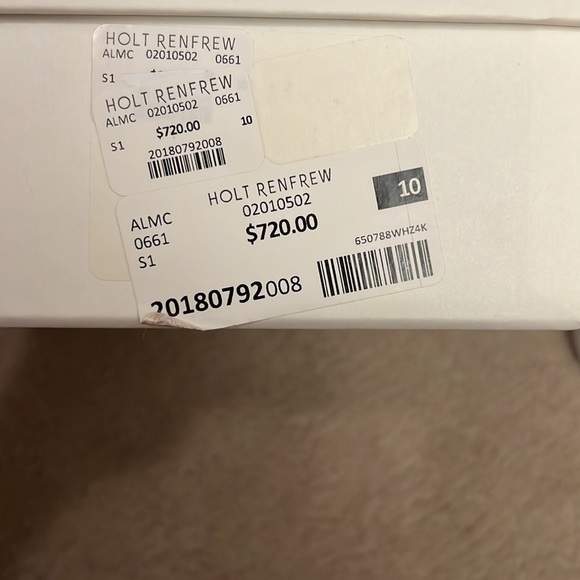 HOLT RENFREW
ALMC 02010502 0661
S1
HOLT RENFREW
ALMC 02010502 0661
$720.00 10
S1
20180792008
HOLT RENFREW
ALMC 02010502 10
0661 $720.00
S1 650788WHZ4K
20180792008